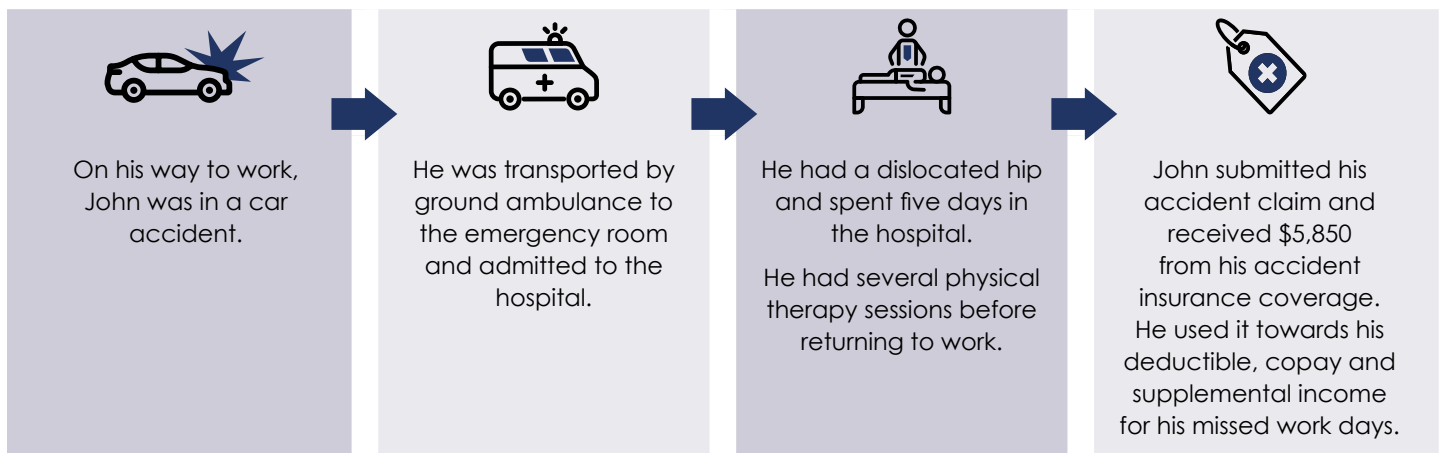 On his way to work,
John was in a car
accident.
He was transported by
ground ambulance to
the emergency room
and admitted to the
hospital.
He had a dislocated hip
and spent five days in
the hospital.
He had several physical
therapy sessions before
returning to work.
John submitted his
accident claim and
received $5,850
from his accident
insurance coverage.
He used it towards his
deductible, copay and
supplemental income
for his missed work days.